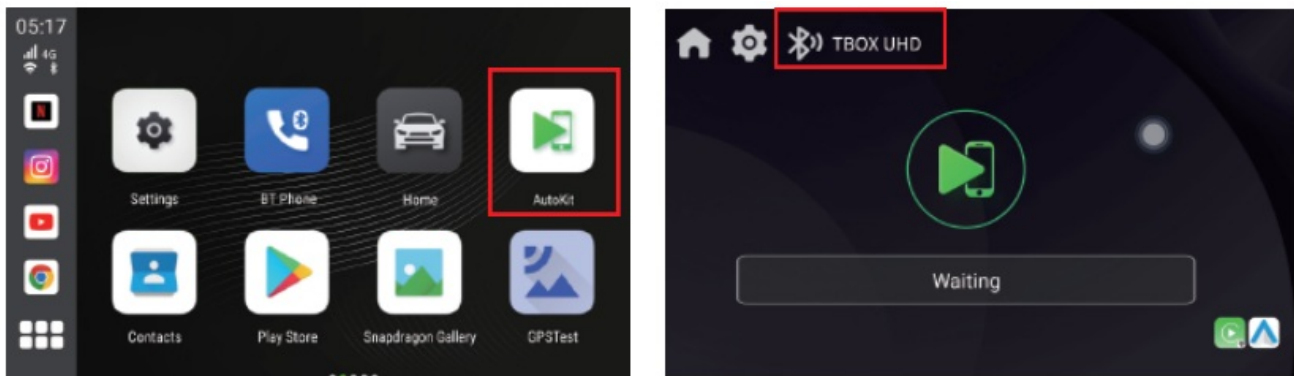 05:17
4G
Settings
BT Phone
Home
AutoKit
Contacts
Play Store
Snapdragon Gallery
GPSTest
TBOX UHD
Waiting